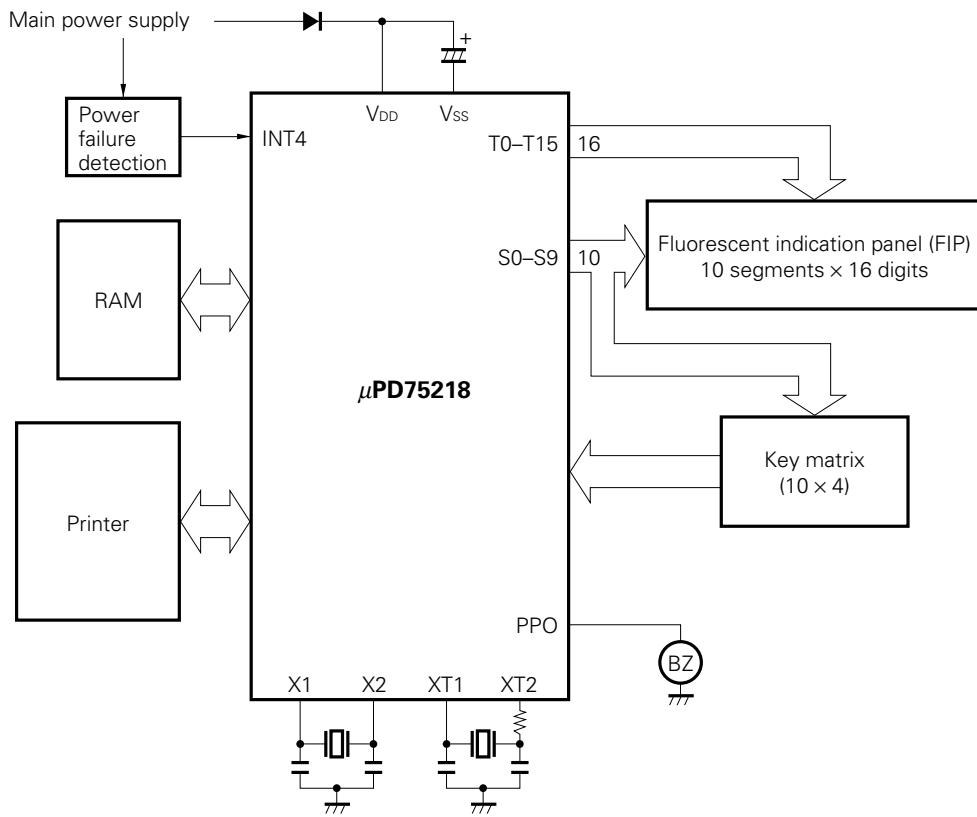 Main power supply
+
Power
failure
detection
INT4
VDD
VSS
T0–T15
16
Fluorescent indication panel (FIP)
10 segments × 16 digits
S0–S9
10
RAM
μPD75218
Key matrix
(10 × 4)
Printer
PPO
BZ
X1
X2
XT1
XT2